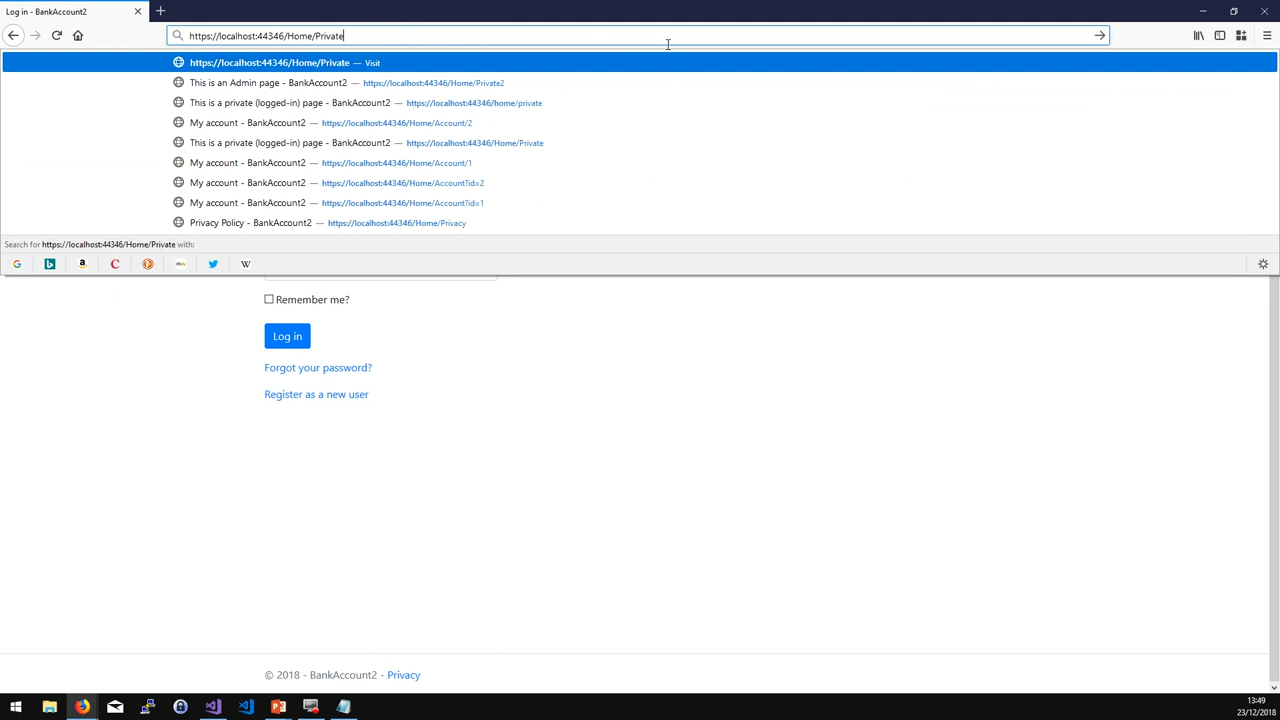 Log in - BankAccount2
https://localhost:44346/Home/Private
https://localhost:44346/Home/Private — Visit
This is an Admin page - BankAccount2 — https://localhost:44346/Home/Private2
This is a private (logged-in) page - BankAccount2 — https://localhost:44346/home/private
My account - BankAccount2 — https://localhost:44346/Home/Account/2
This is a private (logged-in) page - BankAccount2 — https://localhost:44346/Home/Private
My account - BankAccount2 — https://localhost:44346/Home/Account/1
My account - BankAccount2 — https://localhost:44346/Home/Account?id=2
My account - BankAccount2 — https://localhost:44346/Home/Account?id=1
Privacy Policy - BankAccount2 — https://localhost:44346/Home/Privacy
Search for https://localhost:44346/Home/Private with:
Remember me?
Log in
Forgot your password?
Register as a new user
© 2018 - BankAccount2 - Privacy
13:49
23/12/2018